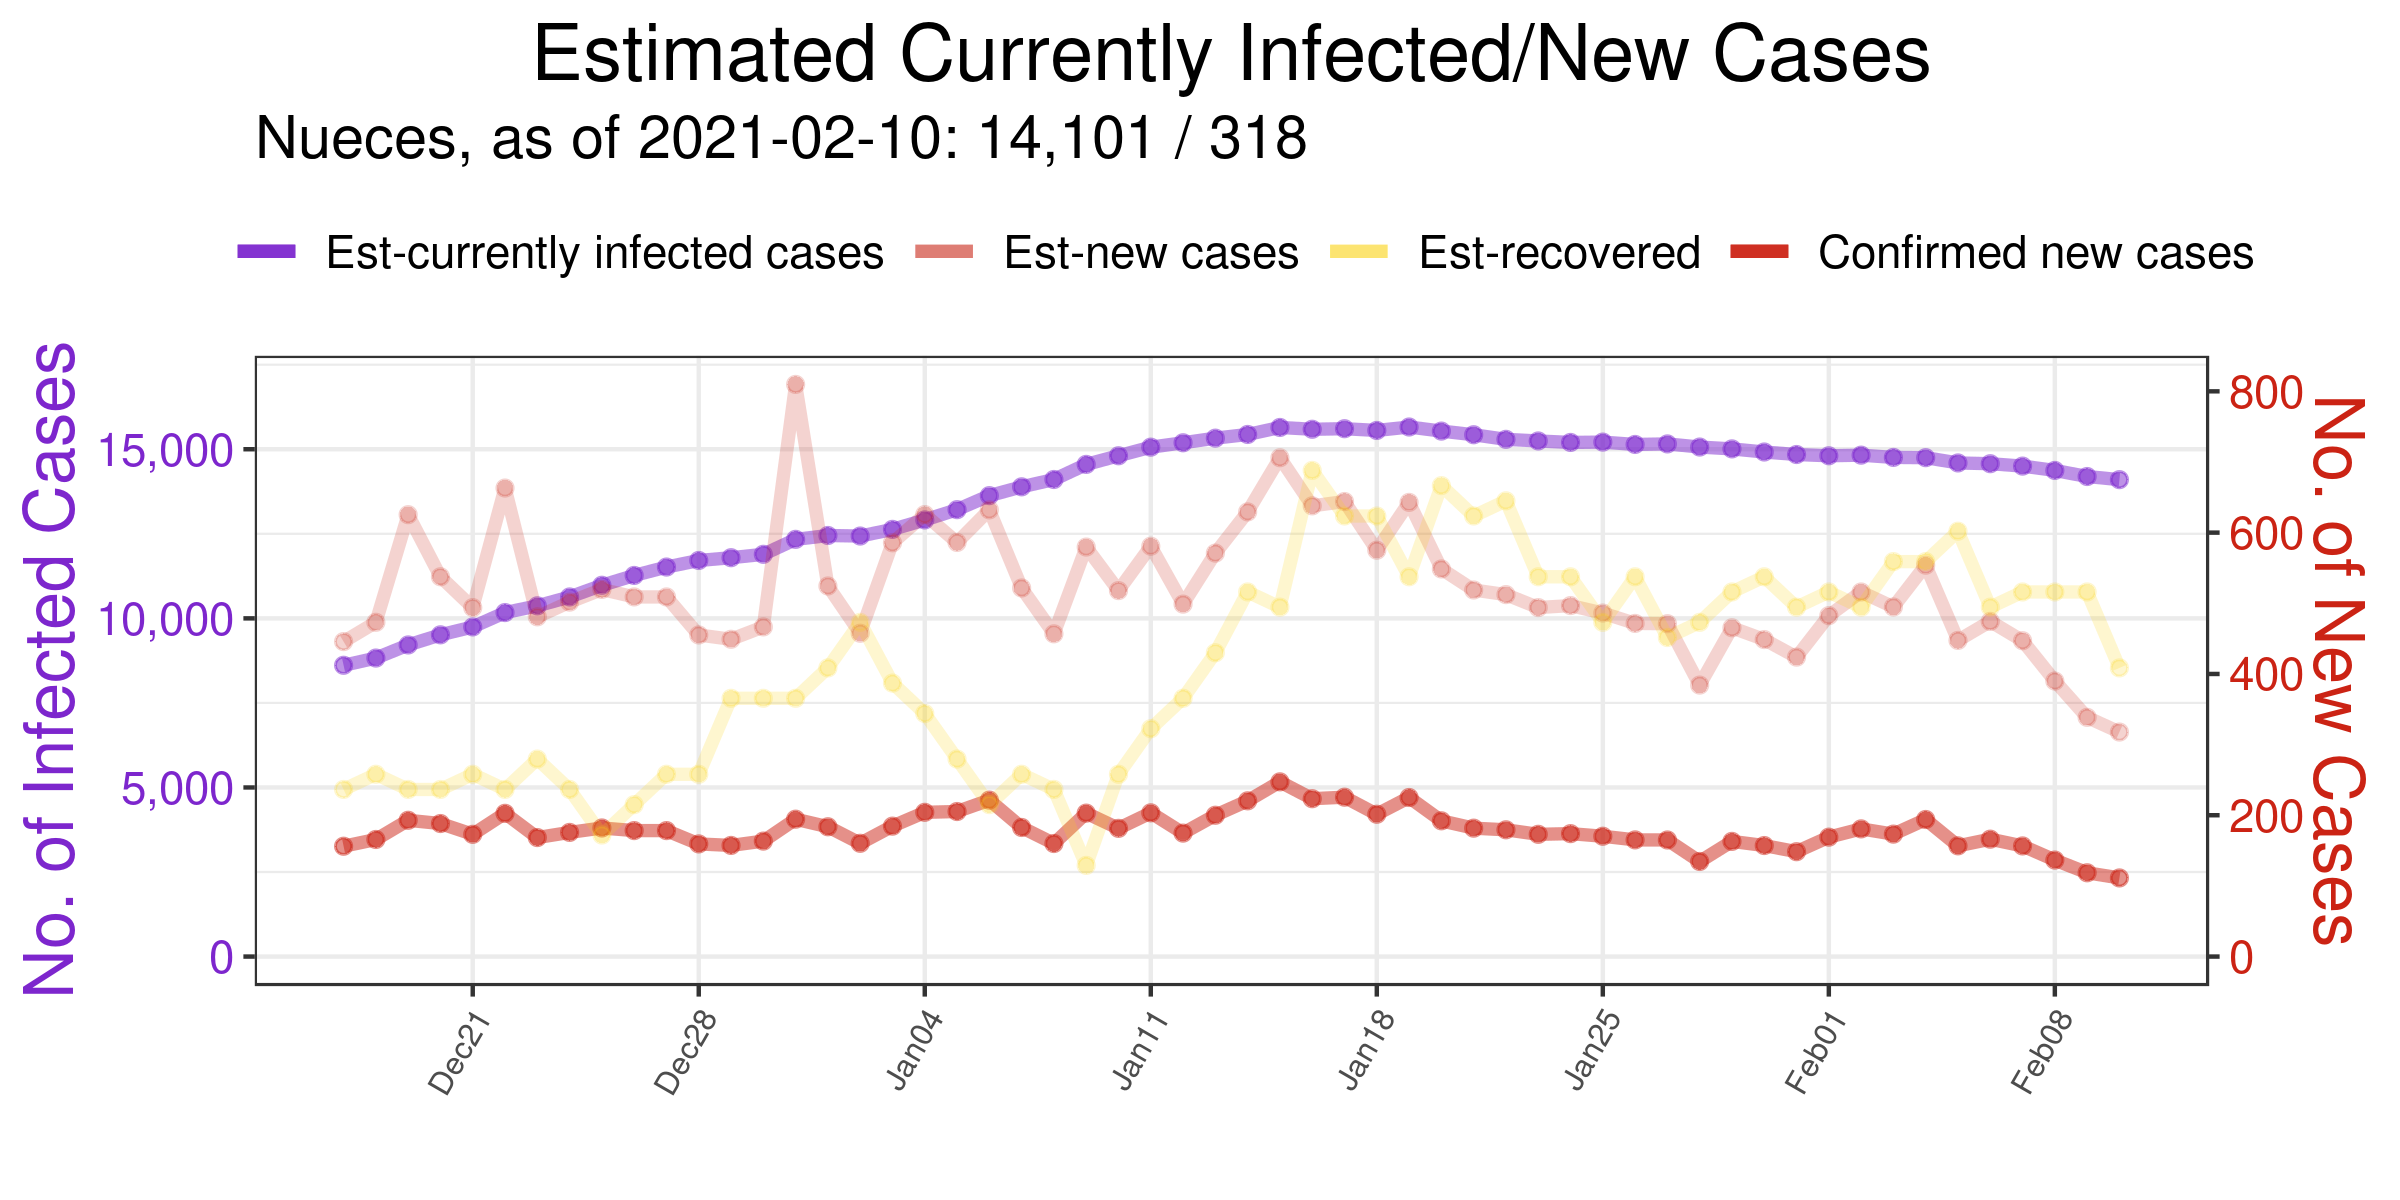 Estimated Currently Infected/New Cases
Nueces, as of 2021-02-10: 14,101 / 318
Est-currently infected cases
Est-new cases
Est-recovered
Confirmed new cases
No. of Infected Cases
15,000
10,000
5,000
0
800
600
400
200
0
No. of New Cases
Dec21
Dec28
Jan04
Jan11
Jan18
Jan25
Feb01
Feb08